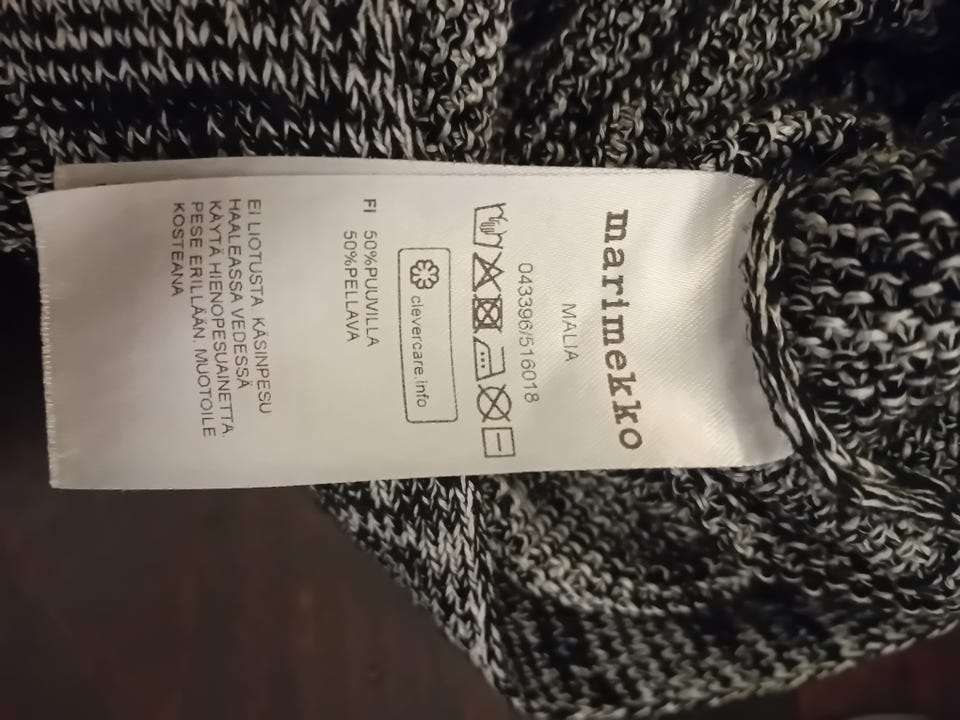 marimekko
MALIA
043396/516018
clevercare.info
FI 50%PUUVILLA
50%PELLAVA
EI LIOTUSTA KÄSINPESU
HAALEASSA VEDESSÄ
KÄYTÄ HIENOPESUAINETTA.
PESE ERILLÄÄN. MUOTOILE
KOSTEANA